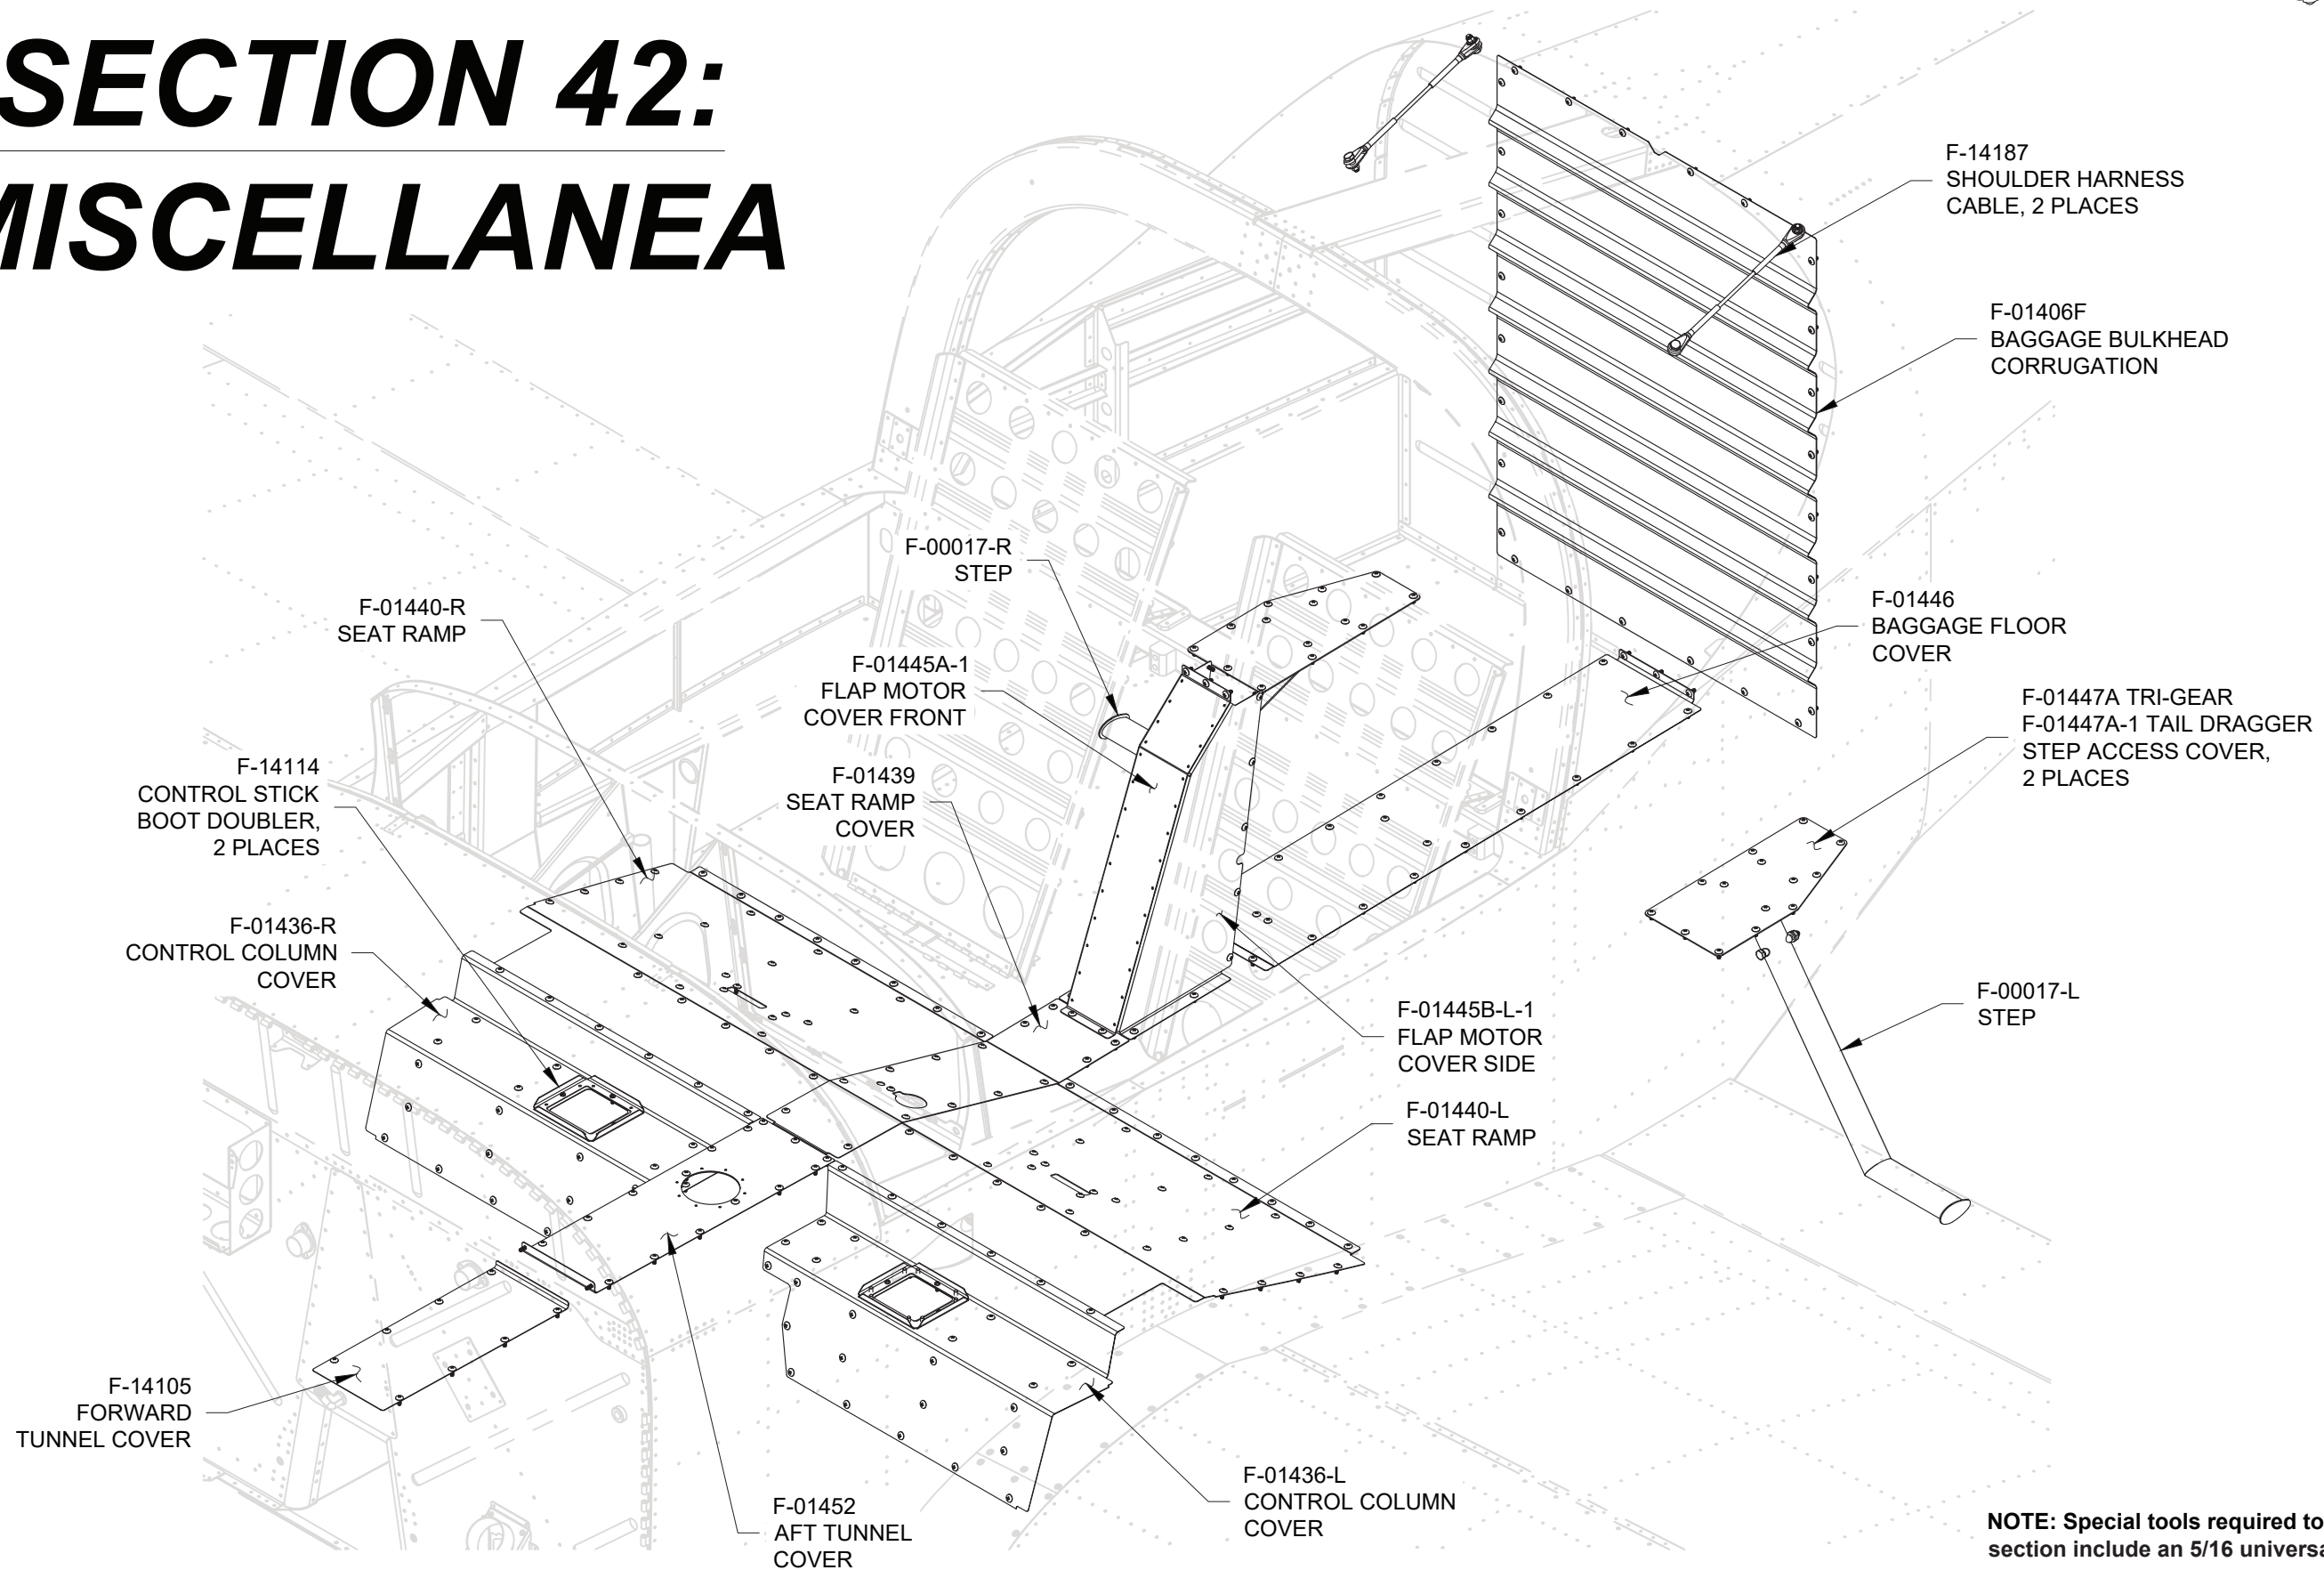 SECTION 42:
MISCELLANEA
F-14187
SHOULDER HARNESS
CABLE, 2 PLACES
F-01406F
BAGGAGE BULKHEAD
CORRUGATION
F-00017-R
STEP
F-01440-R
SEAT RAMP
F-01446
BAGGAGE FLOOR
COVER
F-01445A-1
FLAP MOTOR
COVER FRONT
F-01447A TRI-GEAR
F-01447A-1 TAIL DRAGGER
STEP ACCESS COVER,
2 PLACES
F-14114
CONTROL STICK
BOOT DOUBLER,
2 PLACES
F-01439
SEAT RAMP
COVER
F-01436-R
CONTROL COLUMN
COVER
F-00017-L
STEP
F-01445B-L-1
FLAP MOTOR
COVER SIDE
F-01440-L
SEAT RAMP
F-14105
FORWARD
TUNNEL COVER
F-01436-L
CONTROL COLUMN
COVER
F-01452
AFT TUNNEL
COVER
NOTE: Special tools required to
section include an 5/16